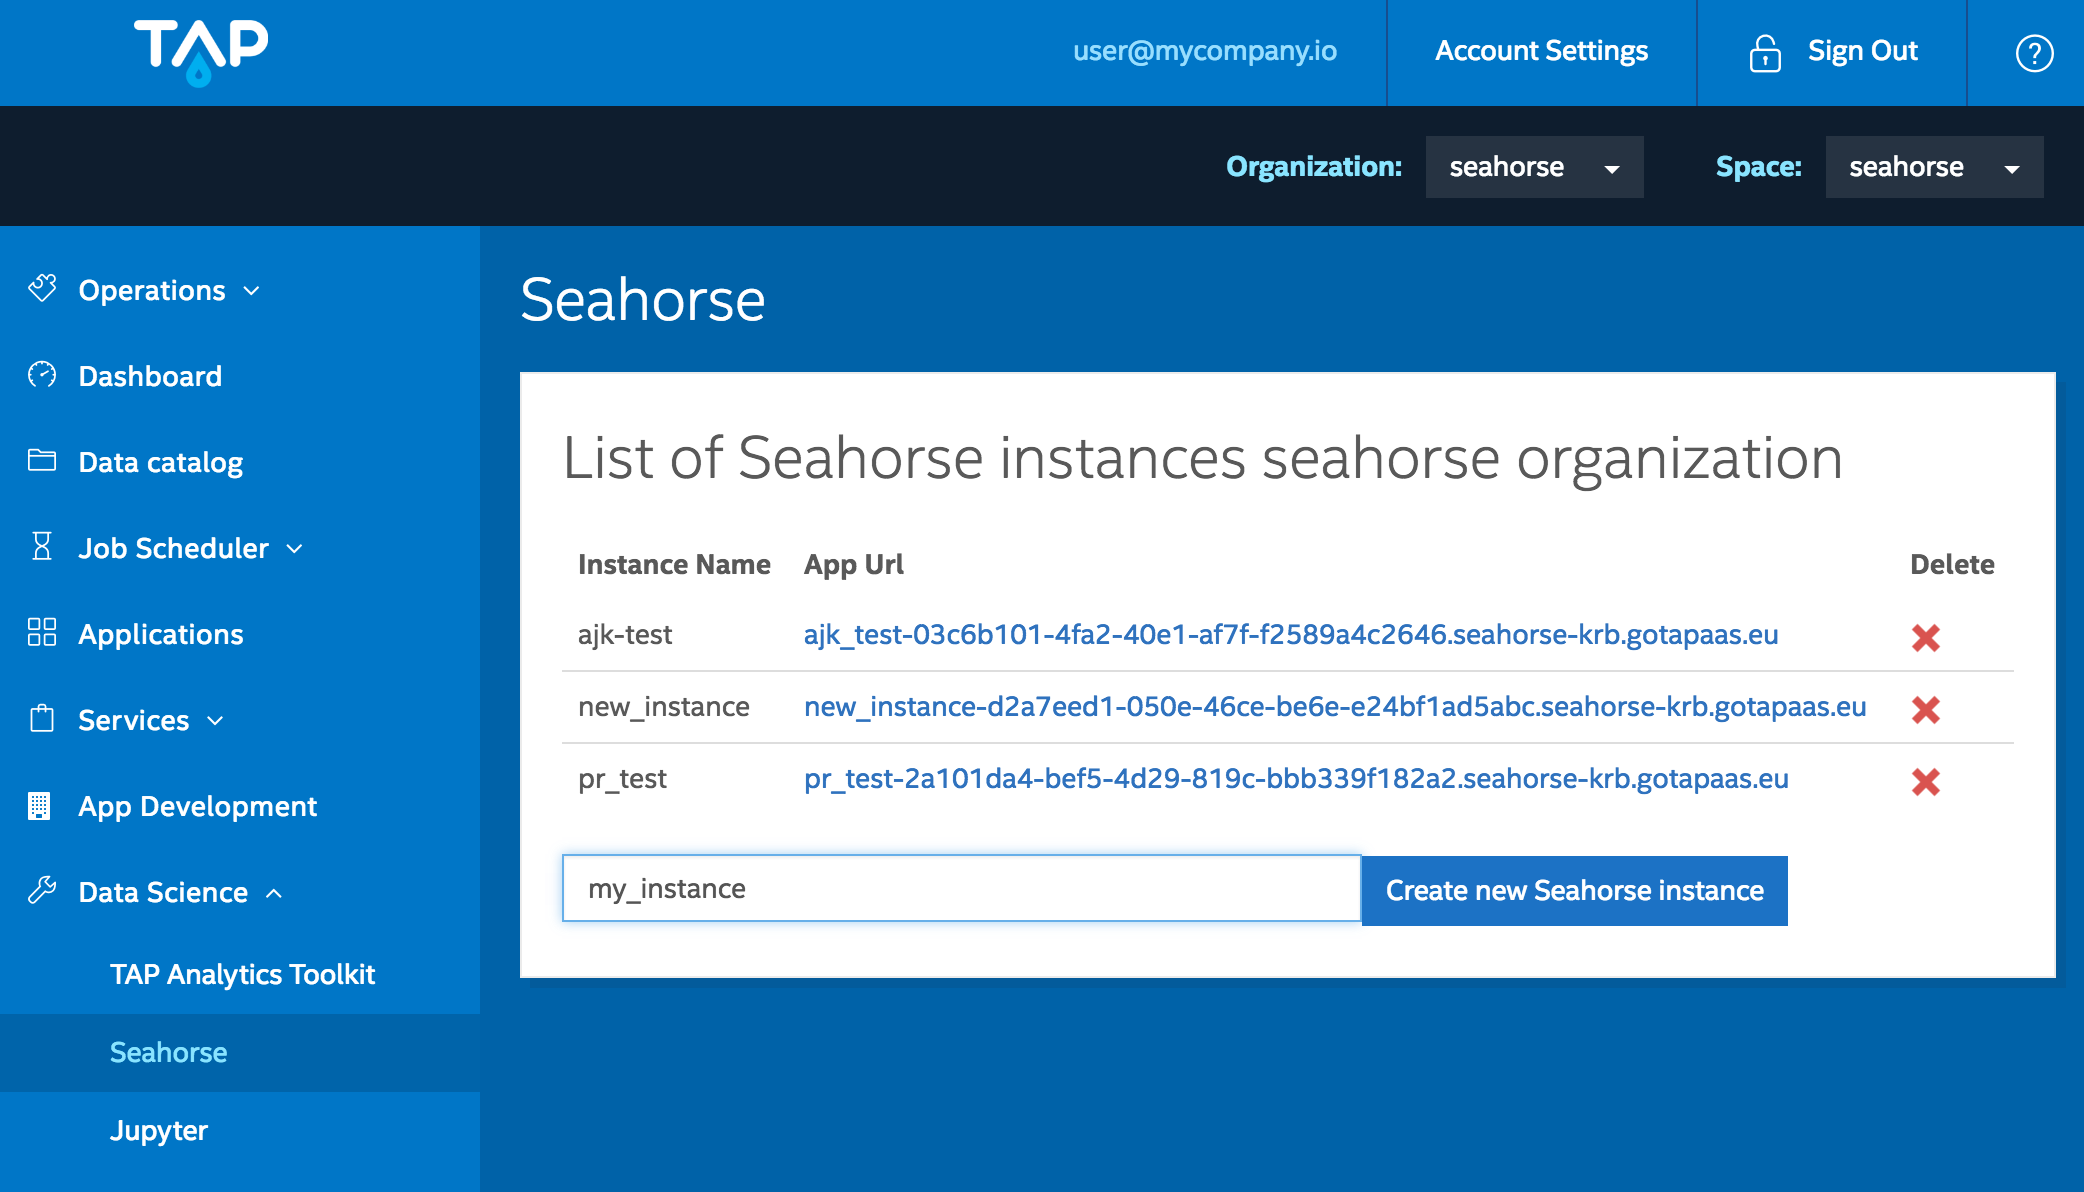 TAP
user@mycompany.io
Account Settings
Sign Out
?
Organization: seahorse
Space: seahorse
Operations
Dashboard
Data catalog
Job Scheduler
Applications
Services
App Development
Data Science
TAP Analytics Toolkit
Seahorse
Jupyter
Seahorse
List of Seahorse instances seahorse organization
Instance Name App Url Delete
ajk-test ajk_test-03c6b101-4fa2-40e1-af7f-f2589a4c2646.seahorse-krb.gotapaas.eu
new_instance new_instance-d2a7eed1-050e-46ce-be6e-e24bf1ad5abc.seahorse-krb.gotapaas.eu
pr_test pr_test-2a101da4-bef5-4d29-819c-bbb339f182a2.seahorse-krb.gotapaas.eu
my_instance Create new Seahorse instance